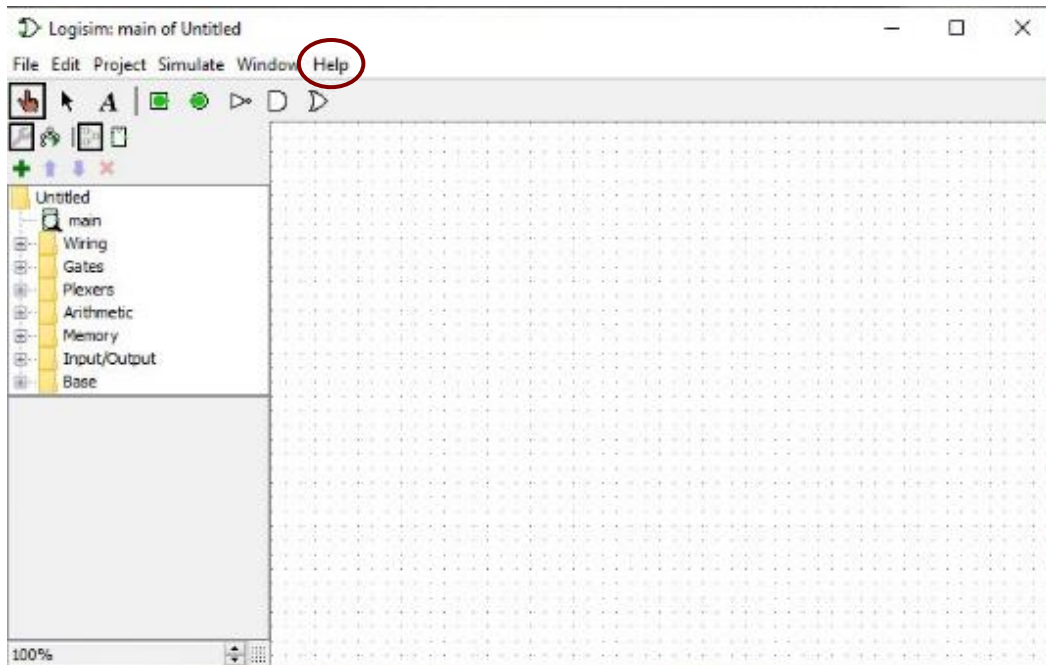 Logisim: main of Untitled
File Edit Project Simulate Window Help
A
Untitled
main
Wiring
Gates
Plexers
Arithmetic
Memory
Input/Output
Base
100%